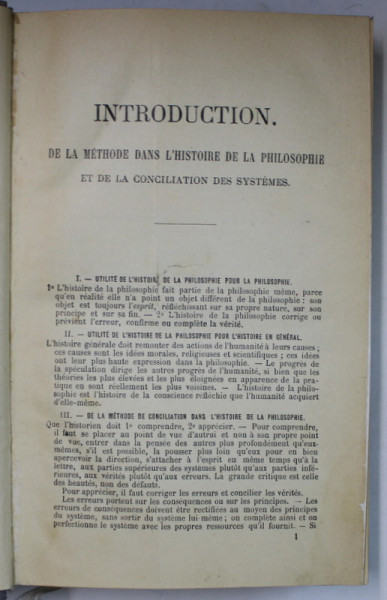 INTRODUCTION.
DE LA MÉTHODE DANS L'HISTOIRE DE LA PHILOSOPHIE
ET DE LA CONCILIATION DES SYSTÈMES.
I. — UTILITÉ DE L'HISTOIRE DE LA PHILOSOPHIE POUR LA PHILOSOPHIE.
1º L'histoire de la philosophie fait partie de la philosophie même, parce
qu'en réalité elle n'a point un objet différent de la philosophie : son
objet est toujours l'esprit, réfléchissant sur sa propre nature, sur son
principe et sur sa fin. — 2º L'histoire de la philosophie corrige ou
prévient l'erreur, confirme ou complète la vérité.
II. — UTILITÉ DE L'HISTOIRE DE LA PHILOSOPHIE POUR L'HISTOIRE EN GÉNÉRAL.
L'histoire générale doit remonter des actions de l'humanité à leurs causes ;
ces causes sont les idées morales, religieuses et scientifiques ; ces idées
ont leur plus haute expression dans la philosophie. — Le progrès de
la spéculation dirige les autres progrès de l'humanité, si bien que les
théories les plus élevées et les plus éloignées en apparence de la pra-
tique en sont réellement les plus voisines. — L'histoire de la philo-
sophie est l'histoire de la conscience réfléchie que l'humanité acquiert
d'elle-même.
III. — DE LA MÉTHODE DE CONCILIATION DANS L'HISTOIRE DE LA PHILOSOPHIE.
Que l'historien doit 1º comprendre, 2º apprécier. — Pour comprendre,
il faut se placer au point de vue d'autrui et non à son propre point
de vue, entrer dans la pensée des autres plus profondément qu'eux-
mêmes, s'il est possible, la pousser plus loin qu'eux pour en bien
apercevoir la direction, s'attacher à l'esprit en même temps qu'à la
lettre, aux parties supérieures des systèmes plutôt qu'aux parties infé-
rieures, aux vérités plutôt qu'aux erreurs. La grande critique est celle
des beautés, non des défauts.
Pour apprécier, il faut corriger les erreurs et concilier les vérités.
Les erreurs portent sur les conséquences ou sur les principes. — Les
erreurs de conséquences doivent être rectifiées au moyen des principes
du système, sans sortir du système lui-même ; on complète ainsi et on
perfectionne le système avec les propres ressources qu'il fournit. — Si
1